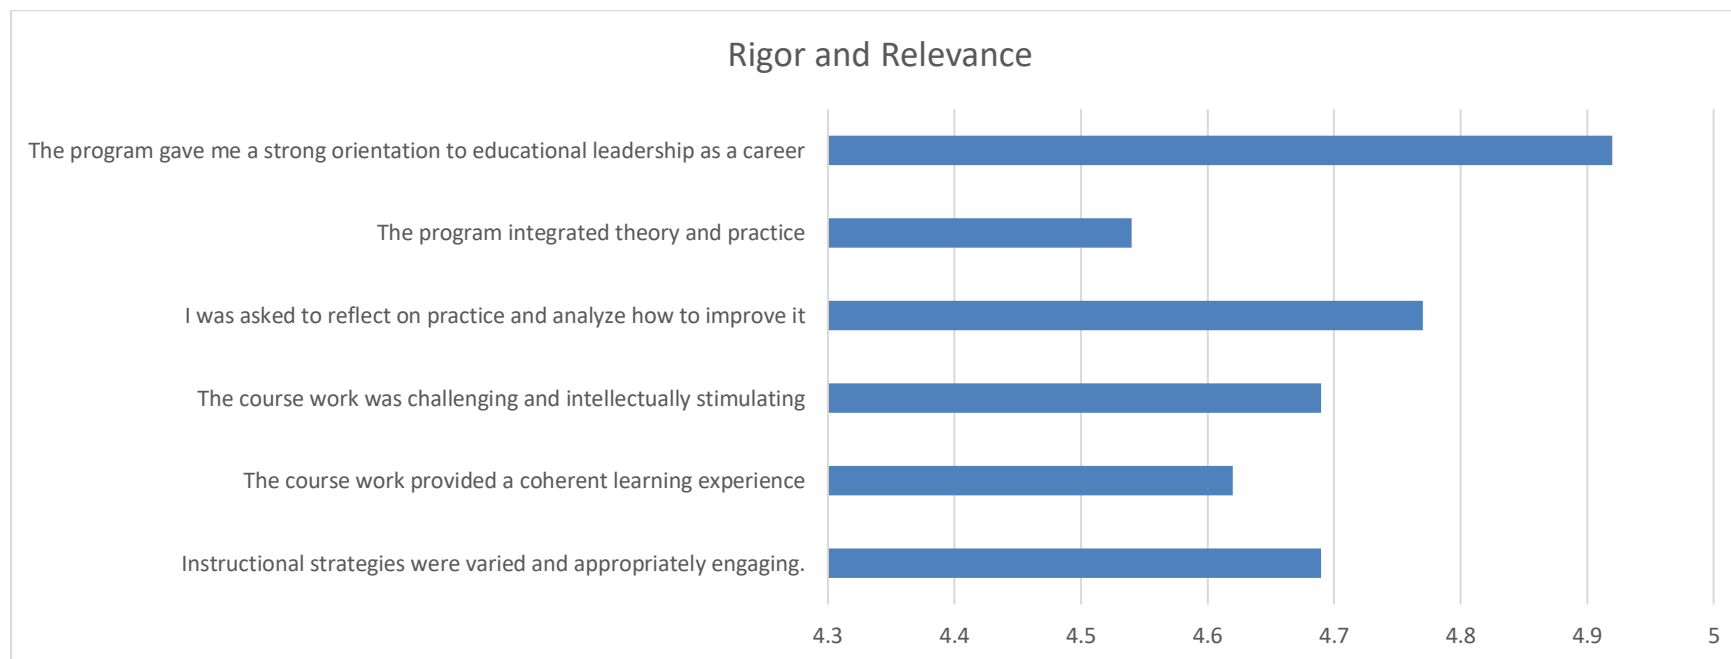 Rigor and Relevance
The program gave me a strong orientation to educational leadership as a career
The program integrated theory and practice
I was asked to reflect on practice and analyze how to improve it
The course work was challenging and intellectually stimulating
The course work provided a coherent learning experience
Instructional strategies were varied and appropriately engaging.
4.3 4.4 4.5 4.6 4.7 4.8 4.9 5